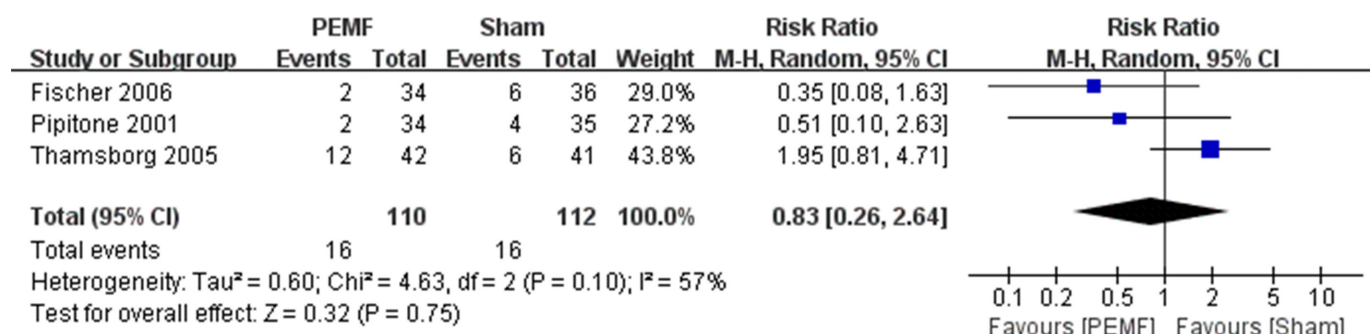 PEMF Sham Risk Ratio Risk Ratio
Study or Subgroup Events Total Events Total Weight M-H, Random, 95% CI M-H, Random, 95% CI
Fischer 2006 2 34 6 36 29.0% 0.35 [0.08, 1.63]
Pipitone 2001 2 34 4 35 27.2% 0.51 [0.10, 2.63]
Thamsborg 2005 12 42 6 41 43.8% 1.95 [0.81, 4.71]
Total (95% CI) 110 112 100.0% 0.83 [0.26, 2.64]
Total events 16 16
Heterogeneity: Tau² = 0.60; Chi² = 4.63, df = 2 (P = 0.10); I² = 57%
Test for overall effect: Z = 0.32 (P = 0.75)
0.1 0.2 0.5 1 2 5 10
Favours [PEMF] Favours [Sham]